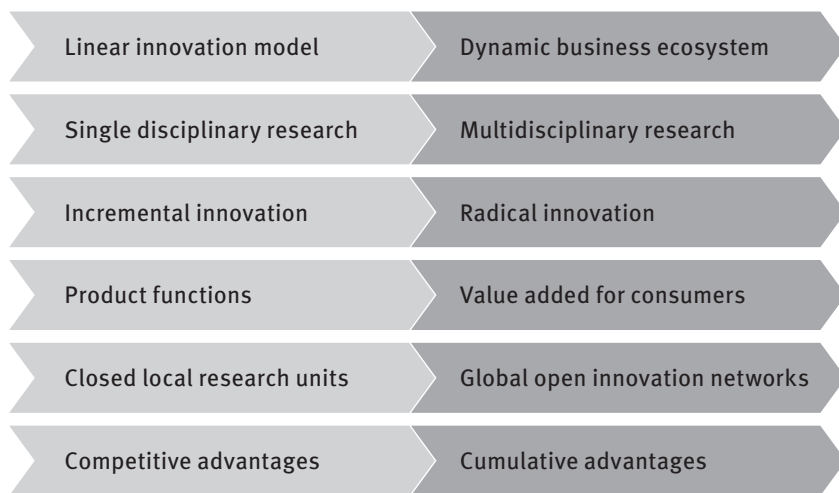 Linear innovation model
Dynamic business ecosystem
Single disciplinary research
Multidisciplinary research
Incremental innovation
Radical innovation
Product functions
Value added for consumers
Closed local research units
Global open innovation networks
Competitive advantages
Cumulative advantages